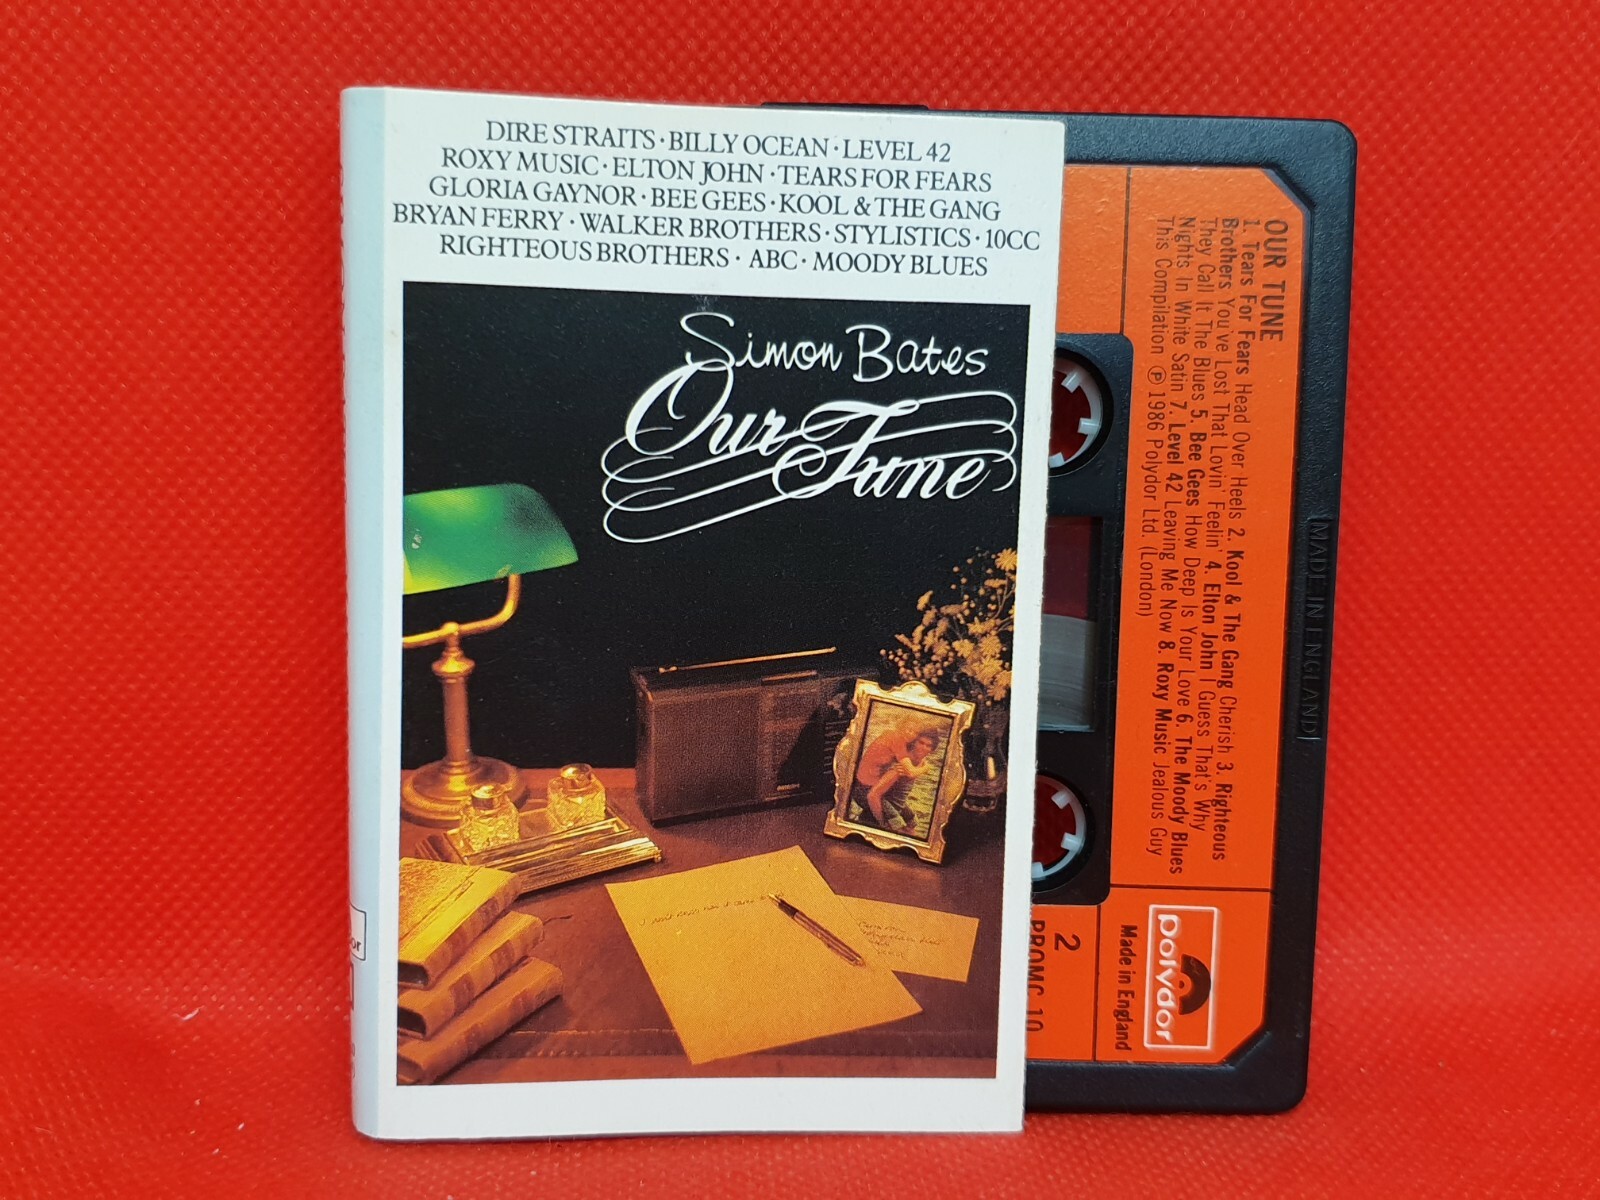 DIRE STRAITS · BILLY OCEAN · LEVEL 42
ROXY MUSIC · ELTON JOHN · TEARS FOR FEARS
GLORIA GAYNOR · BEE GEES · KOOL & THE GANG
BRYAN FERRY · WALKER BROTHERS · STYLISTICS · 10CC
RIGHTEOUS BROTHERS · ABC · MOODY BLUES
Simon Bates
Our Tune
OUR TUNE
1. Tears For Fears Head Over Heels 2. Kool & The Gang Cherish 3. Righteous
Brothers You've Lost That Lovin' Feelin' 4. Elton John I Guess That's Why
They Call It The Blues 5. Bee Gees How Deep Is Your Love 6. The Moody Blues
Nights In White Satin 7. Level 42 Leaving Me Now 8. Roxy Music Jealous Guy
This Compilation ℗ 1986 Polydor Ltd. (London)
MADE IN ENGLAND
polydor
Made in England
2
PROMC 10